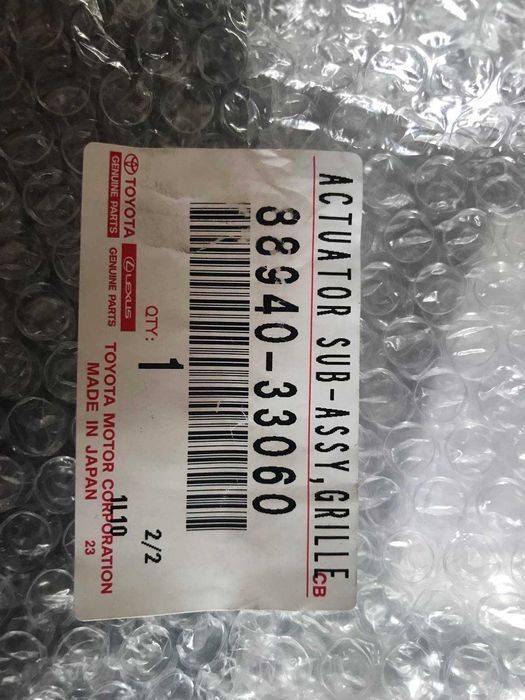 ACTUATOR SUB-ASSY,GRILLE
CB
88940-33060
QTY:
1
2/2
TOYOTA
GENUINE PARTS
LEXUS
GENUINE PARTS
TOYOTA MOTOR CORPORATION
MADE IN JAPAN
1L10
23